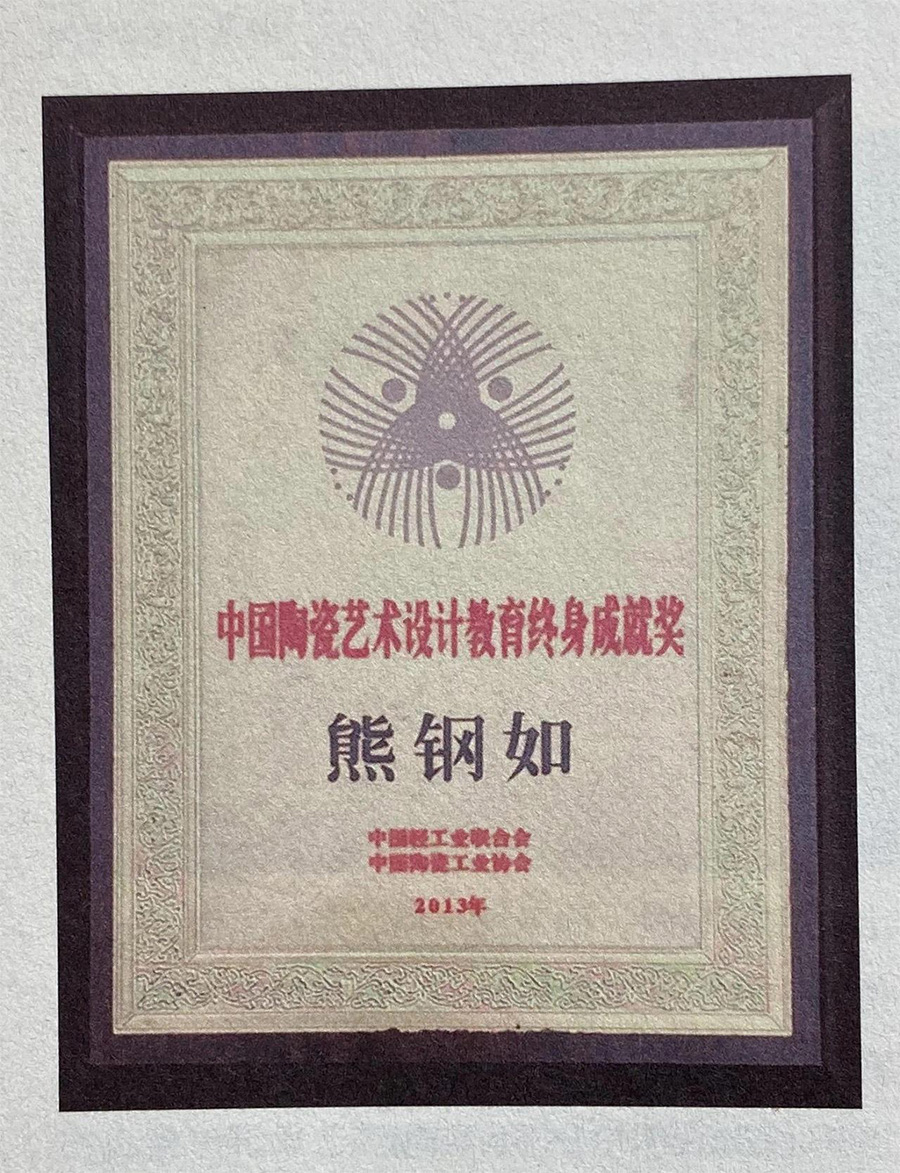 中国陶瓷艺术设计教育终身成就奖
熊钢如
中国轻工业联合会
中国陶瓷工业协会
2013年